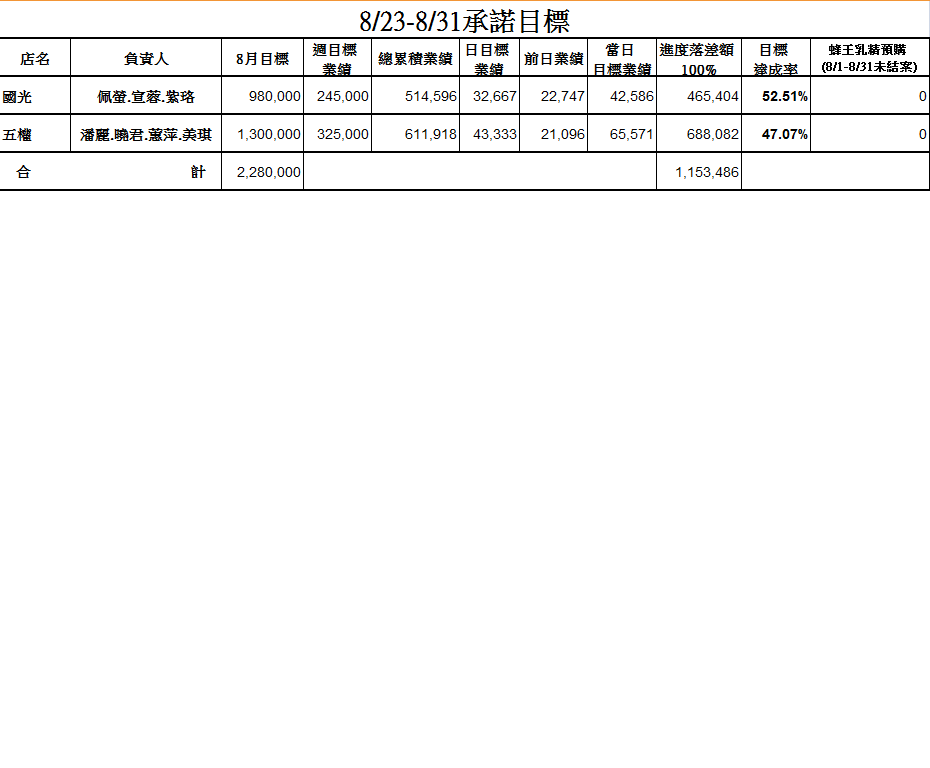 8/23-8/31承諾目標
店名 負責人 8月目標 週目標業績 總累積業績 日目標業績 前日業績 當日目標業績 進度落差額100% 目標達成率 蜂王乳精預購(8/1-8/31未結案)
國光 佩螢.宣蓉.紫珞 980,000 245,000 514,596 32,667 22,747 42,586 465,404 52.51% 0
五權 潘麗.曉君.蕙萍.美琪 1,300,000 325,000 611,918 43,333 21,096 65,571 688,082 47.07% 0
合計 2,280,000 1,153,486